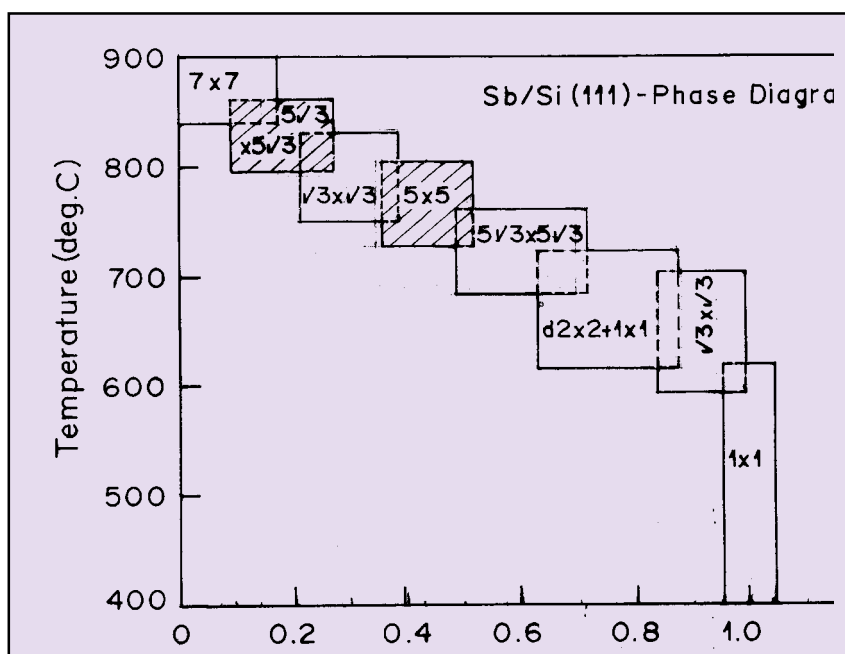 900
7x7
Sb/Si (111)-Phase Diagra
5√3
x5√3
800
√3x√3
5x5
5√3x5√3
700
d2x2+1x1
√3x√3
600
1x1
500
400
Temperature (deg.C)
0 0.2 0.4 0.6 0.8 1.0